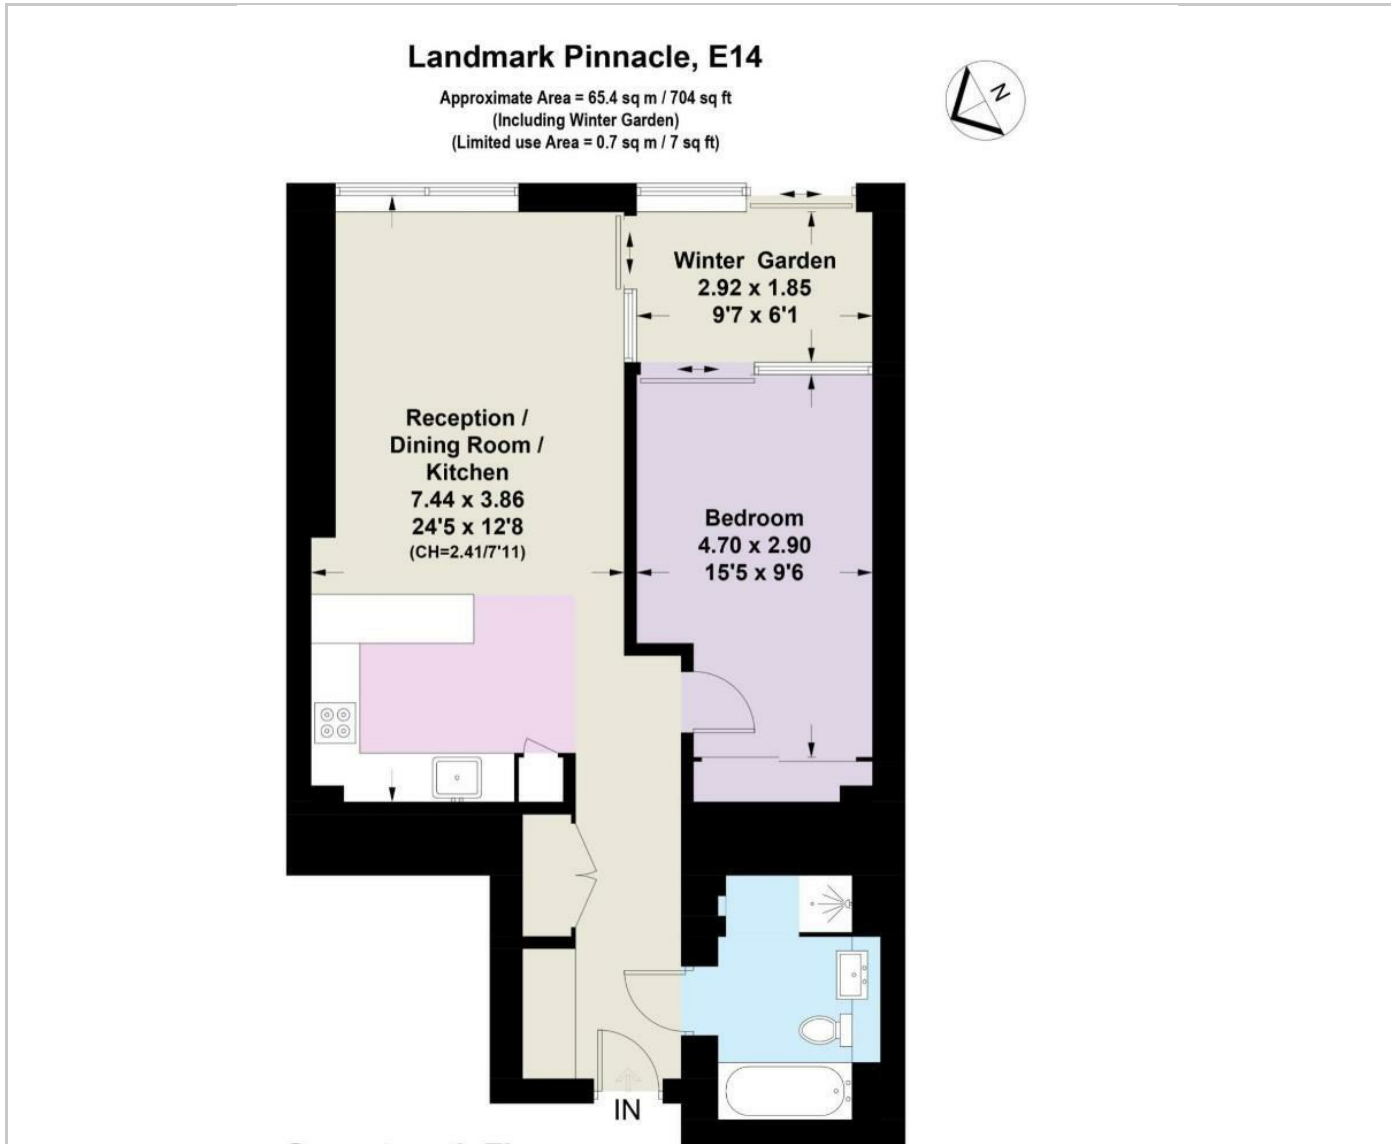 Landmark Pinnacle, E14
Approximate Area = 65.4 sq m / 704 sq ft
(Including Winter Garden)
(Limited use Area = 0.7 sq m / 7 sq ft)
N
Winter Garden
2.92 x 1.85
9'7 x 6'1
Reception /
Dining Room /
Kitchen
7.44 x 3.86
24'5 x 12'8
(CH=2.41/7'11)
Bedroom
4.70 x 2.90
15'5 x 9'6
IN